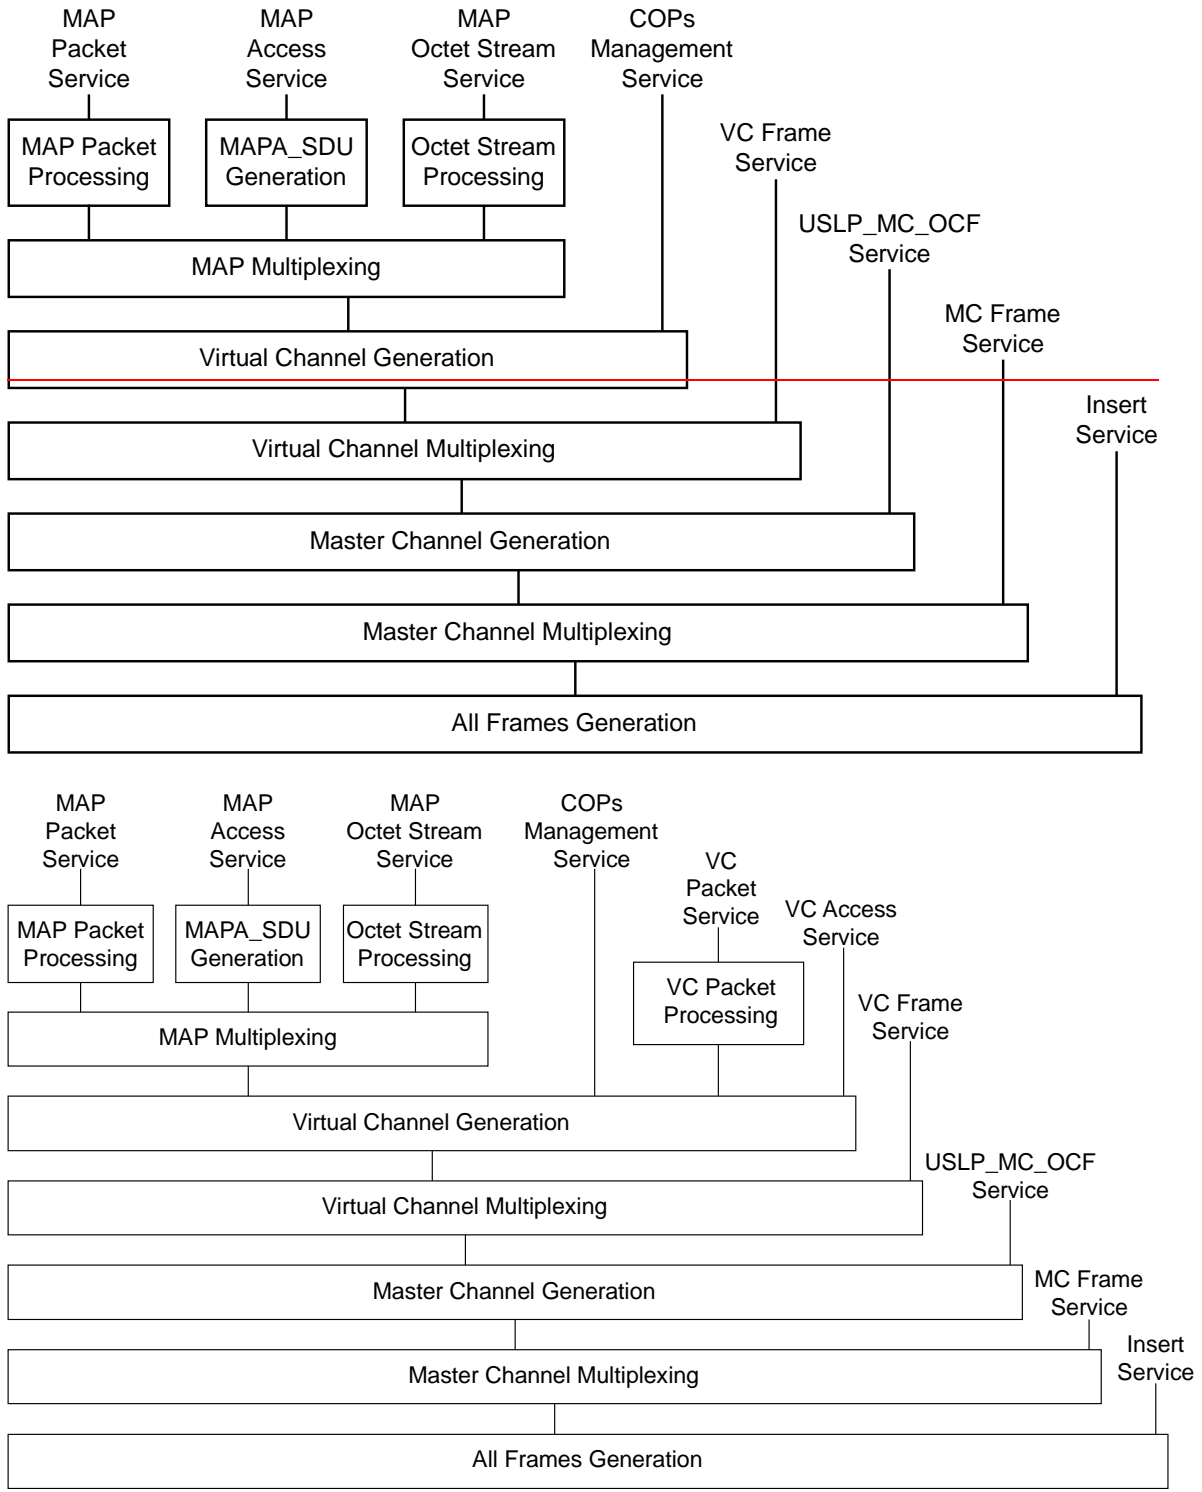 MAP
Packet
Service
MAP
Access
Service
MAP
Octet Stream
Service
COPs
Management
Service
VC Frame
Service
USLP_MC_OCF
Service
MC Frame
Service
Insert
Service
MAP Packet
Processing
MAPA_SDU
Generation
Octet Stream
Processing
MAP Multiplexing
Virtual Channel Generation
Virtual Channel Multiplexing
Master Channel Generation
Master Channel Multiplexing
All Frames Generation
MAP
Packet
Service
MAP
Access
Service
MAP
Octet Stream
Service
COPs
Management
Service
VC
Packet
Service
VC Access
Service
VC Frame
Service
USLP_MC_OCF
Service
MC Frame
Service
Insert
Service
MAP Packet
Processing
MAPA_SDU
Generation
Octet Stream
Processing
VC Packet
Processing
MAP Multiplexing
Virtual Channel Generation
Virtual Channel Multiplexing
Master Channel Generation
Master Channel Multiplexing
All Frames Generation